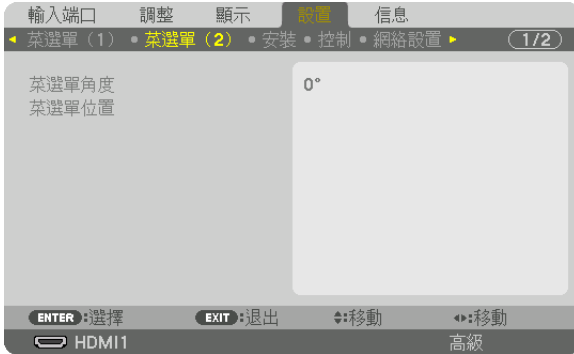 輸入端口 調整 顯示 設置 信息
◂ 菜選單（1） ● 菜選單（2） ● 安裝 ● 控制 ● 網絡設置 ▸ 1/2
菜選單角度 0°
菜選單位置
ENTER:選擇 EXIT:退出 ♦:移動 ◂▸:移動
HDMI1 高級